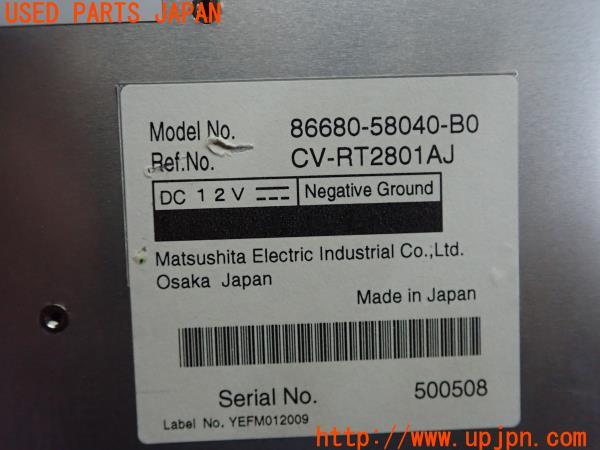 USED PARTS JAPAN
Model No. 86680-58040-B0
Ref.No. CV-RT2801AJ
DC 12V Negative Ground
Matsushita Electric Industrial Co.,Ltd.
Osaka Japan
Made in Japan
Serial No. 500508
Label No. YEFM012009
http://www.upjpn.com